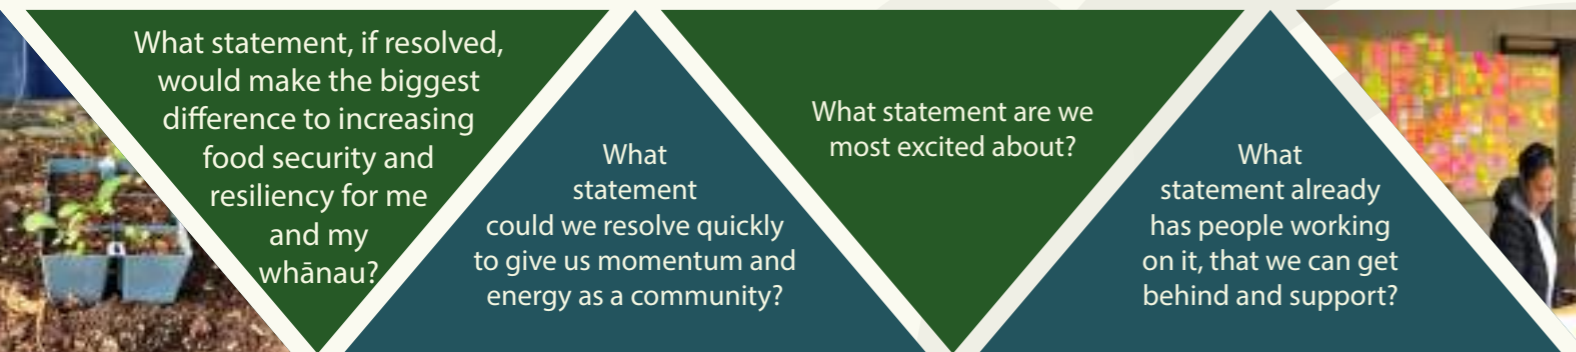 What statement, if resolved,
would make the biggest
difference to increasing
food security and
resiliency for me
and my
whānau?
What
statement
could we resolve quickly
to give us momentum and
energy as a community?
What statement are we
most excited about?
What
statement already
has people working
on it, that we can get
behind and support?